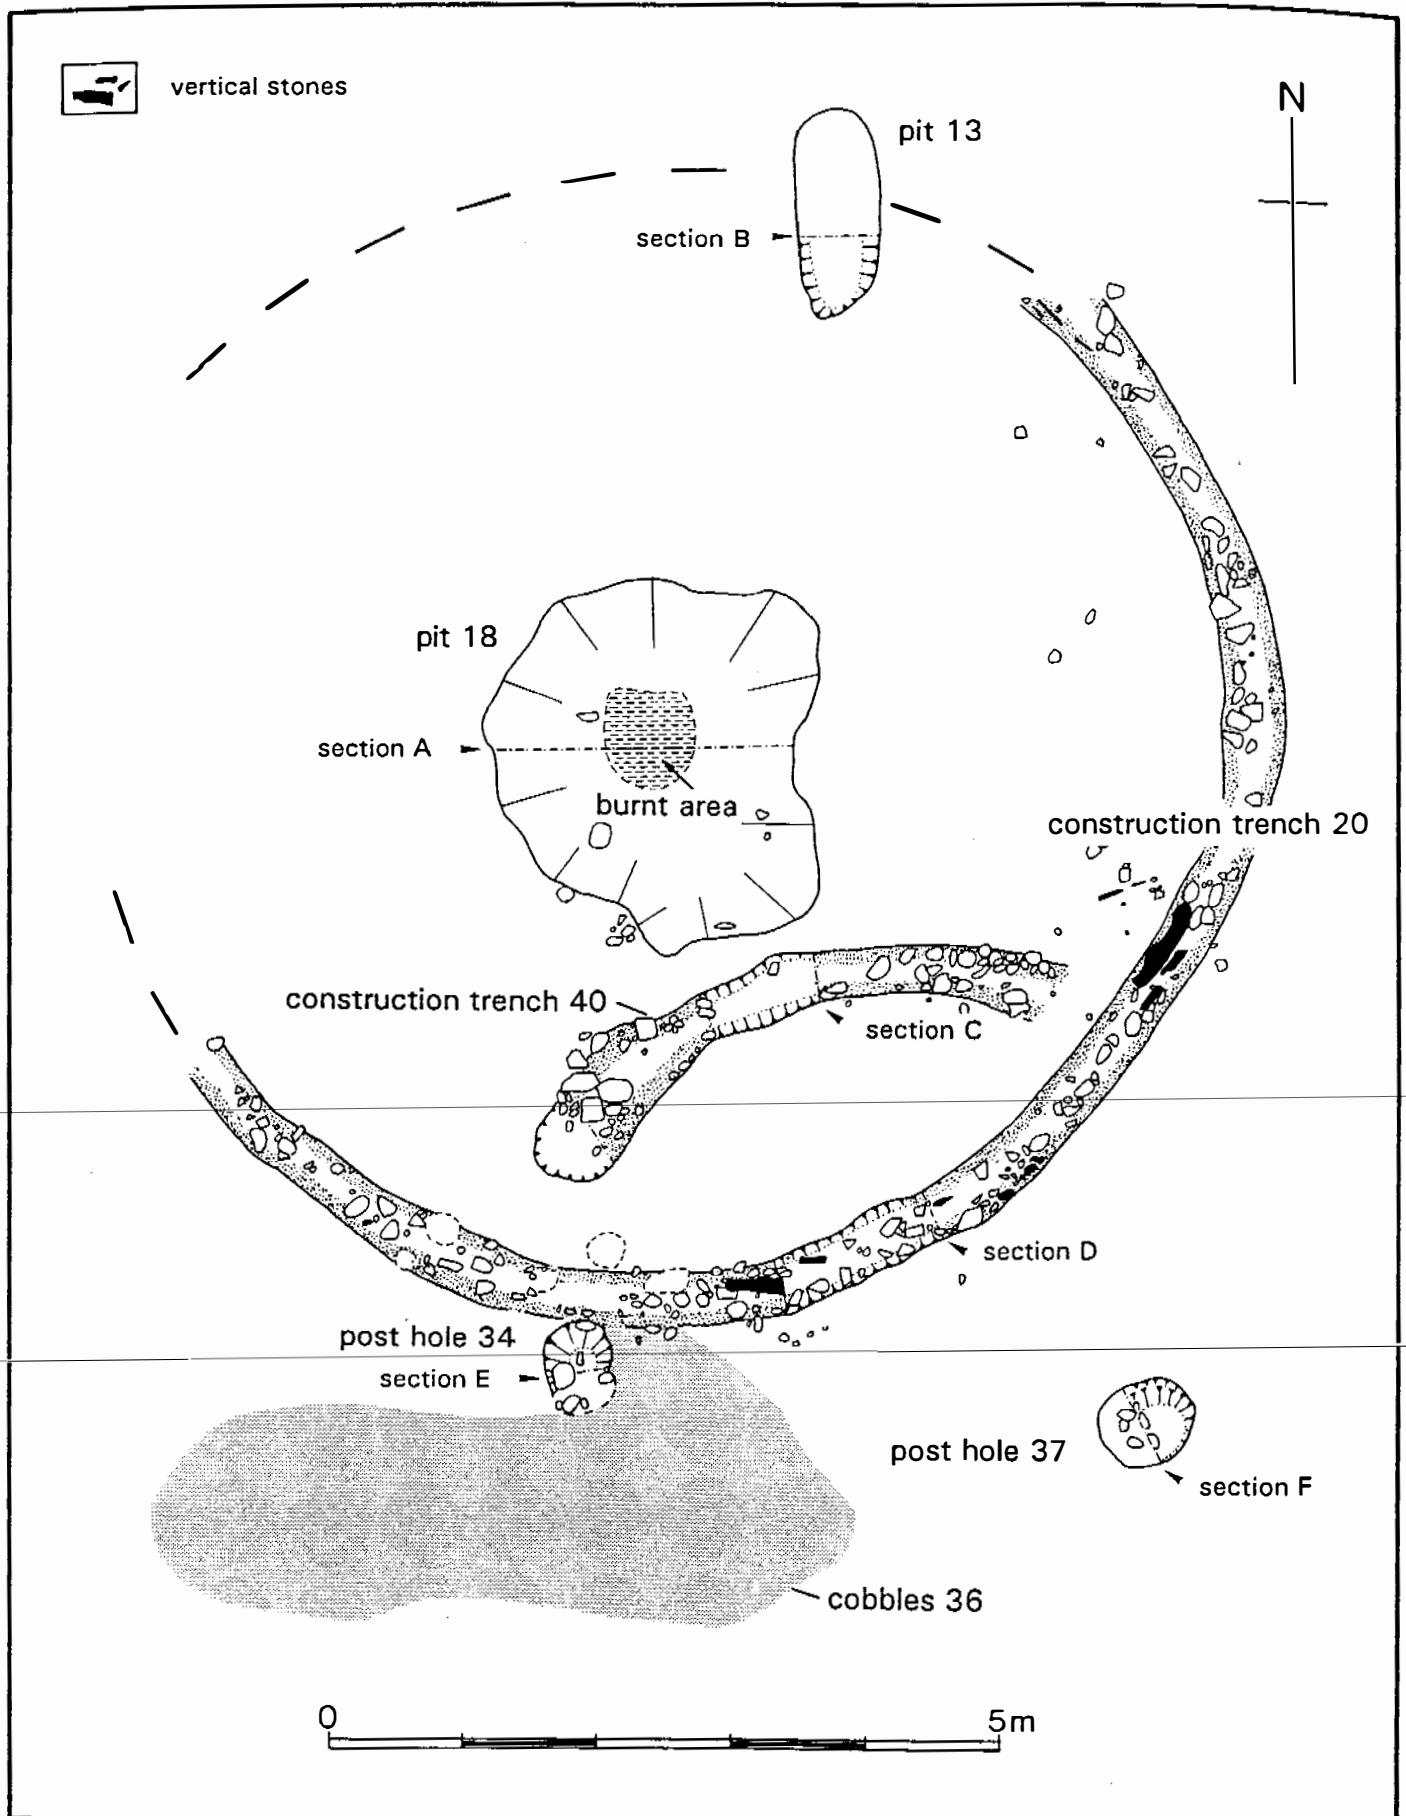 vertical stones
N
pit 13
section B
pit 18
section A
burnt area
construction trench 20
construction trench 40
section C
section D
post hole 34
section E
post hole 37
section F
cobbles 36
0
5m